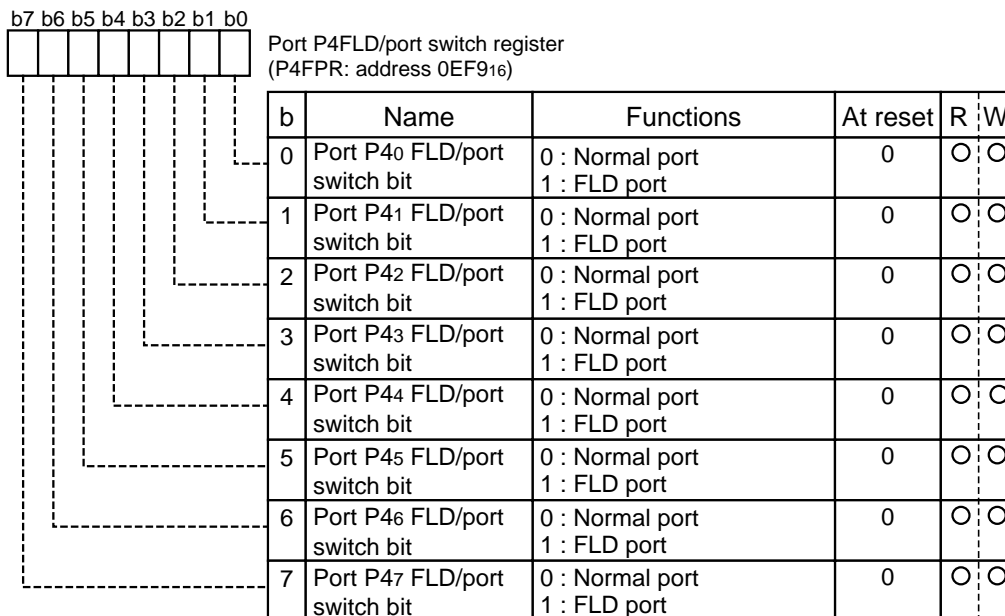 b7 b6 b5 b4 b3 b2 b1 b0
Port P4FLD/port switch register
(P4FPR: address 0EF916)
b Name Functions At reset R W
0 Port P40 FLD/port switch bit 0 : Normal port 1 : FLD port 0 O O
1 Port P41 FLD/port switch bit 0 : Normal port 1 : FLD port 0 O O
2 Port P42 FLD/port switch bit 0 : Normal port 1 : FLD port 0 O O
3 Port P43 FLD/port switch bit 0 : Normal port 1 : FLD port 0 O O
4 Port P44 FLD/port switch bit 0 : Normal port 1 : FLD port 0 O O
5 Port P45 FLD/port switch bit 0 : Normal port 1 : FLD port 0 O O
6 Port P46 FLD/port switch bit 0 : Normal port 1 : FLD port 0 O O
7 Port P47 FLD/port switch bit 0 : Normal port 1 : FLD port 0 O O